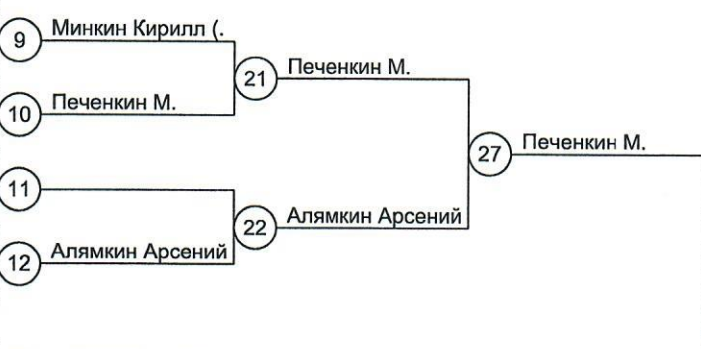 9 Минкин Кирилл (.
21 Печенкин М.
10 Печенкин М.
27 Печенкин М.
11
22 Алямкин Арсений
12 Алямкин Арсений